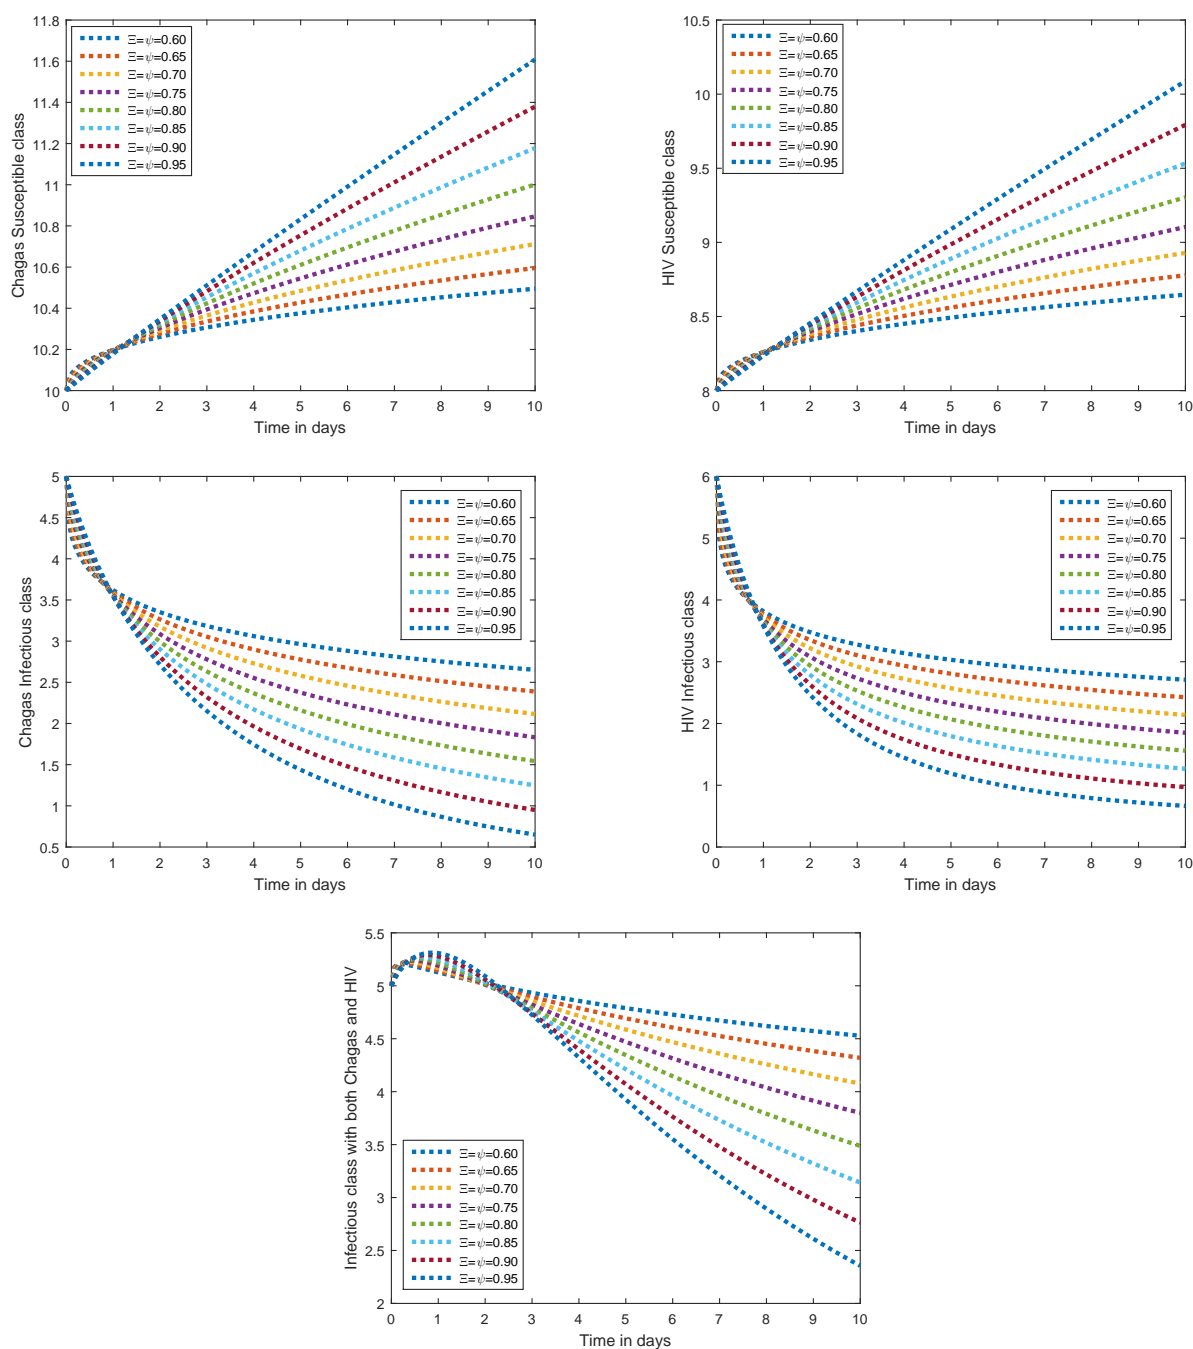 Chagas Susceptible class
11.8
11.6
11.4
11.2
11
10.8
10.6
10.4
10.2
10
Ξ=ψ=0.60
Ξ=ψ=0.65
Ξ=ψ=0.70
Ξ=ψ=0.75
Ξ=ψ=0.80
Ξ=ψ=0.85
Ξ=ψ=0.90
Ξ=ψ=0.95
0 1 2 3 4 5 6 7 8 9 10
Time in days
HIV Susceptible class
10.5
10
9.5
9
8.5
8
Ξ=ψ=0.60
Ξ=ψ=0.65
Ξ=ψ=0.70
Ξ=ψ=0.75
Ξ=ψ=0.80
Ξ=ψ=0.85
Ξ=ψ=0.90
Ξ=ψ=0.95
0 1 2 3 4 5 6 7 8 9 10
Time in days
Chagas Infectious class
5
4.5
4
3.5
3
2.5
2
1.5
1
0.5
Ξ=ψ=0.60
Ξ=ψ=0.65
Ξ=ψ=0.70
Ξ=ψ=0.75
Ξ=ψ=0.80
Ξ=ψ=0.85
Ξ=ψ=0.90
Ξ=ψ=0.95
0 1 2 3 4 5 6 7 8 9 10
Time in days
HIV Infectious class
6
5
4
3
2
1
0
Ξ=ψ=0.60
Ξ=ψ=0.65
Ξ=ψ=0.70
Ξ=ψ=0.75
Ξ=ψ=0.80
Ξ=ψ=0.85
Ξ=ψ=0.90
Ξ=ψ=0.95
0 1 2 3 4 5 6 7 8 9 10
Time in days
Infectious class with both Chagas and HIV
5.5
5
4.5
4
3.5
3
2.5
2
Ξ=ψ=0.60
Ξ=ψ=0.65
Ξ=ψ=0.70
Ξ=ψ=0.75
Ξ=ψ=0.80
Ξ=ψ=0.85
Ξ=ψ=0.90
Ξ=ψ=0.95
0 1 2 3 4 5 6 7 8 9 10
Time in days